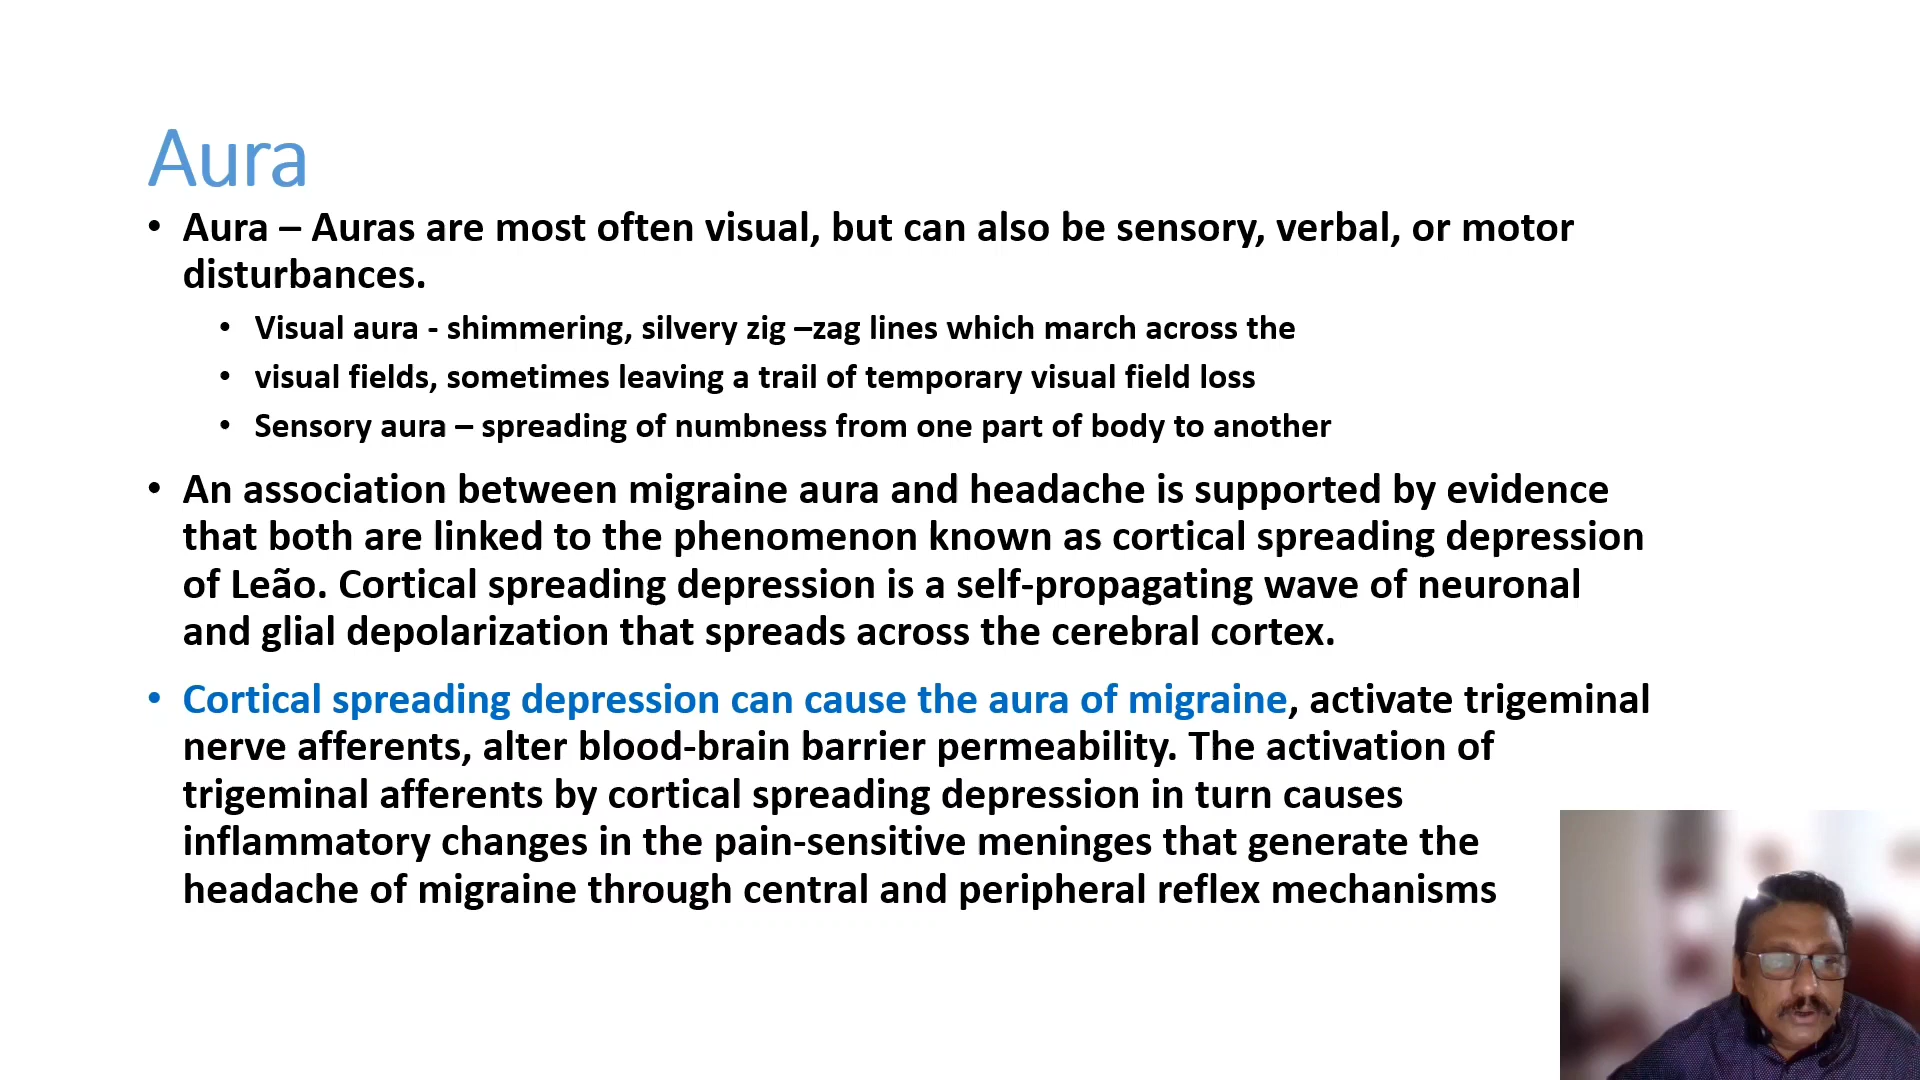 Aura
• Aura – Auras are most often visual, but can also be sensory, verbal, or motor
disturbances.
• Visual aura - shimmering, silvery zig –zag lines which march across the
• visual fields, sometimes leaving a trail of temporary visual field loss
• Sensory aura – spreading of numbness from one part of body to another
• An association between migraine aura and headache is supported by evidence
that both are linked to the phenomenon known as cortical spreading depression
of Leão. Cortical spreading depression is a self-propagating wave of neuronal
and glial depolarization that spreads across the cerebral cortex.
• Cortical spreading depression can cause the aura of migraine, activate trigeminal
nerve afferents, alter blood-brain barrier permeability. The activation of
trigeminal afferents by cortical spreading depression in turn causes
inflammatory changes in the pain-sensitive meninges that generate the
headache of migraine through central and peripheral reflex mechanisms